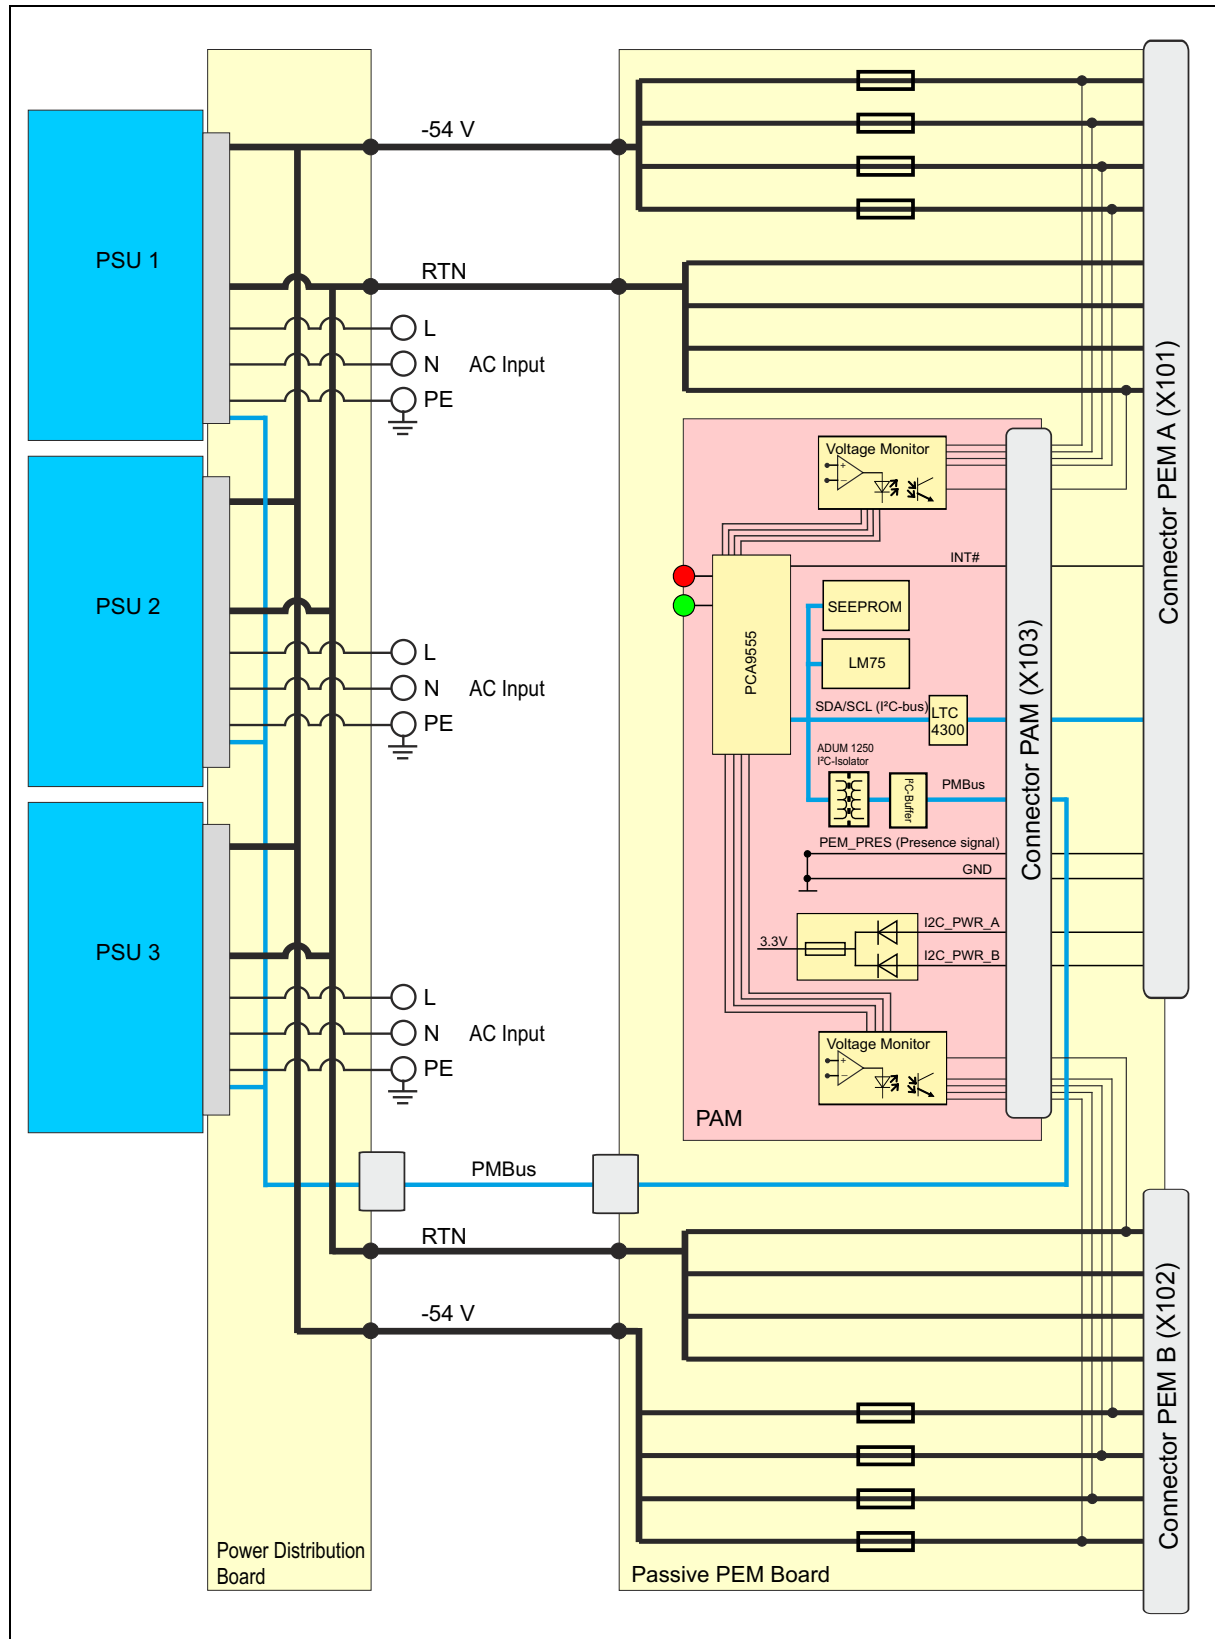 -54 V
PSU 1
RTN
L
N AC Input
PE
Connector PEM A (X101)
Voltage Monitor
+
−
INT#
PSU 2
SEEPROM
PCA9555
LM75
Connector PAM (X103)
L
N AC Input
PE
SDA/SCL (I²C-bus)
LTC
4300
ADUM 1250
I²C-Isolator
I²C-Buffer
PMBus
PEM_PRES (Presence signal)
GND
PSU 3
I2C_PWR_A
3.3V
I2C_PWR_B
L
N AC Input
PE
Voltage Monitor
+
−
PAM
PMBus
RTN
-54 V
Connector PEM B (X102)
Power Distribution
Board
Passive PEM Board